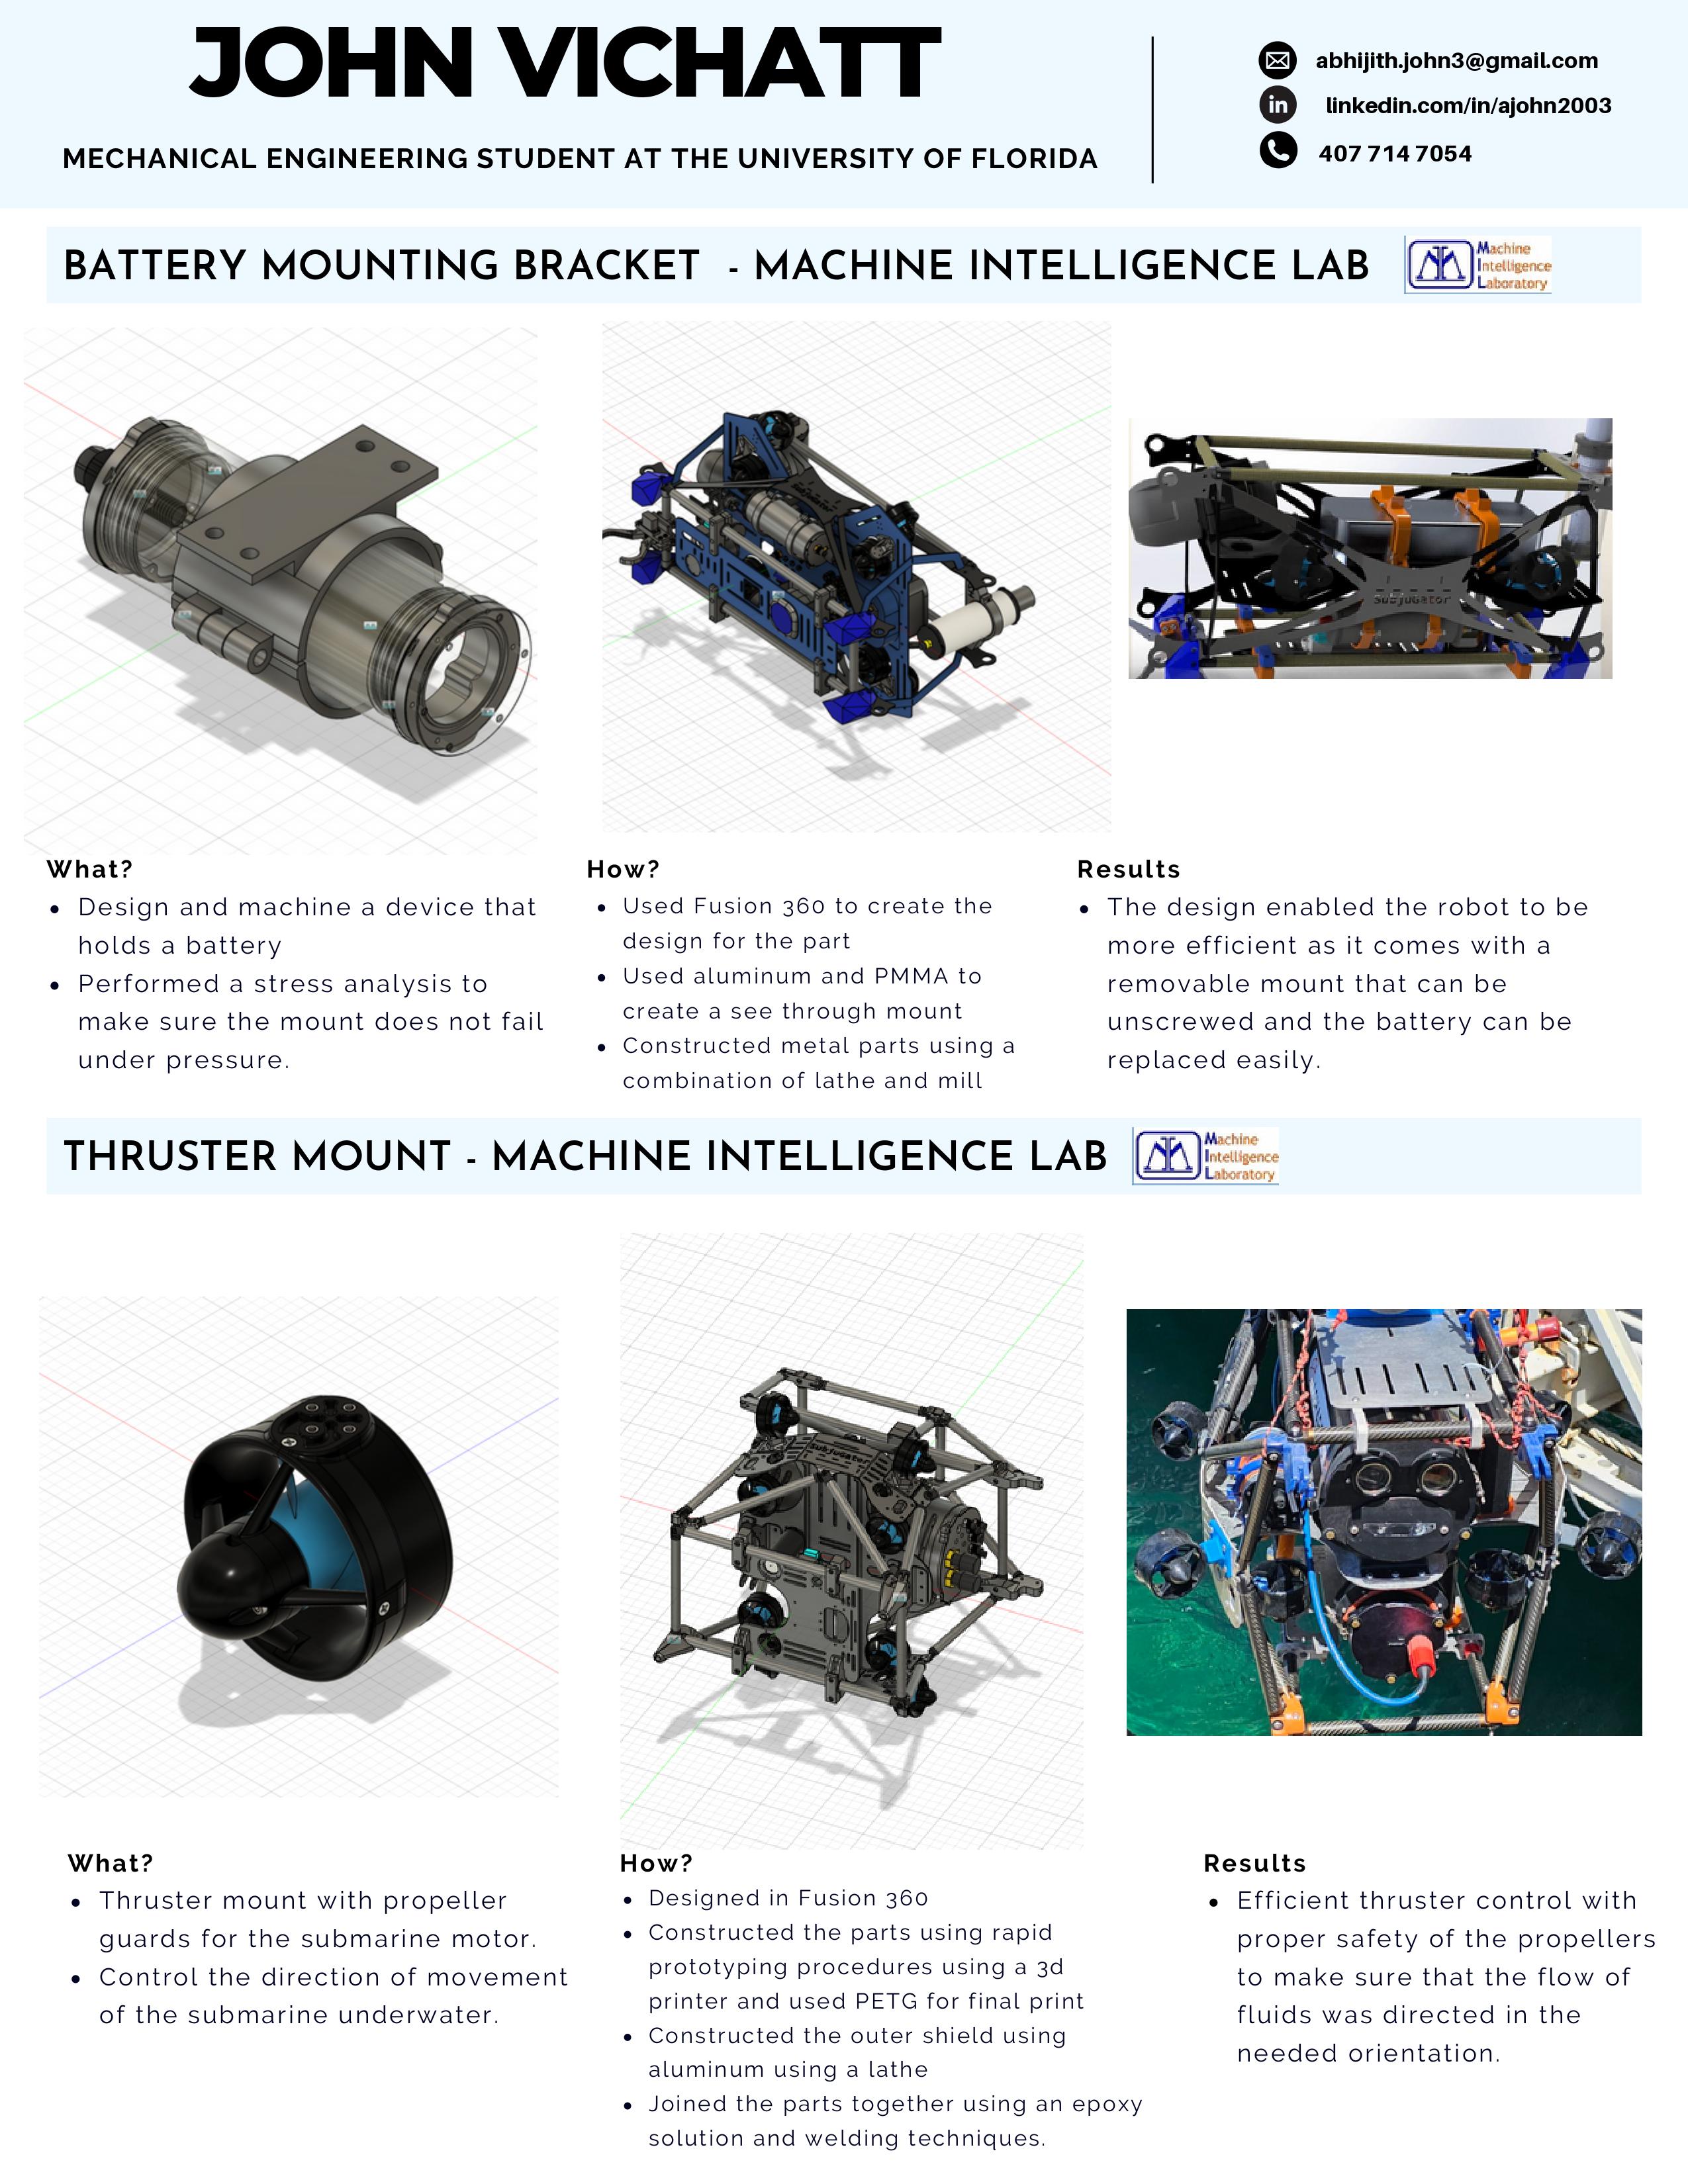 JOHN VICHATT
MECHANICAL ENGINEERING STUDENT AT THE UNIVERSITY OF FLORIDA
abhijith.john3@gmail.com
in
linkedin.com/in/ajohn2003
407 714 7054
BATTERY MOUNTING BRACKET - MACHINE INTELLIGENCE LAB
Machine
Intelligence
Laboratory
subjugator
What?
• Design and machine a device that
holds a battery
• Performed a stress analysis to
make sure the mount does not fail
under pressure.
How?
• Used Fusion 360 to create the
design for the part
• Used aluminum and PMMA to
create a see through mount
• Constructed metal parts using a
combination of lathe and mill
Results
• The design enabled the robot to be
more efficient as it comes with a
removable mount that can be
unscrewed and the battery can be
replaced easily.
THRUSTER MOUNT - MACHINE INTELLIGENCE LAB
Machine
Intelligence
Laboratory
subjugator
What?
• Thruster mount with propeller
guards for the submarine motor.
• Control the direction of movement
of the submarine underwater.
How?
• Designed in Fusion 360
• Constructed the parts using rapid
prototyping procedures using a 3d
printer and used PETG for final print
• Constructed the outer shield using
aluminum using a lathe
• Joined the parts together using an epoxy
solution and welding techniques.
Results
• Efficient thruster control with
proper safety of the propellers
to make sure that the flow of
fluids was directed in the
needed orientation.